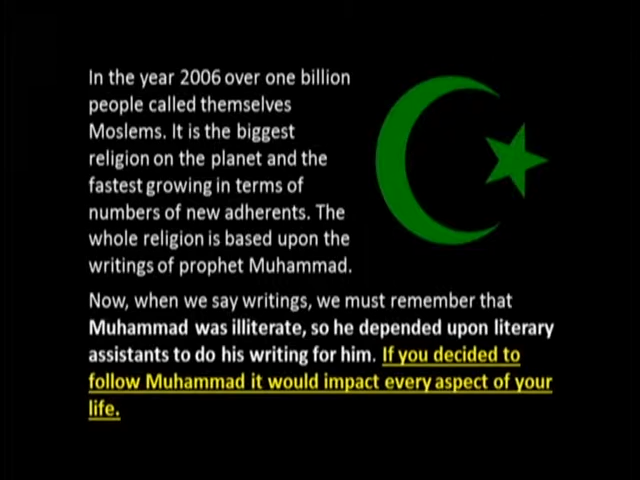 In the year 2006 over one billion
people called themselves
Moslems. It is the biggest
religion on the planet and the
fastest growing in terms of
numbers of new adherents. The
whole religion is based upon the
writings of prophet Muhammad.
Now, when we say writings, we must remember that
Muhammad was illiterate, so he depended upon literary
assistants to do his writing for him. If you decided to
follow Muhammad it would impact every aspect of your
life.